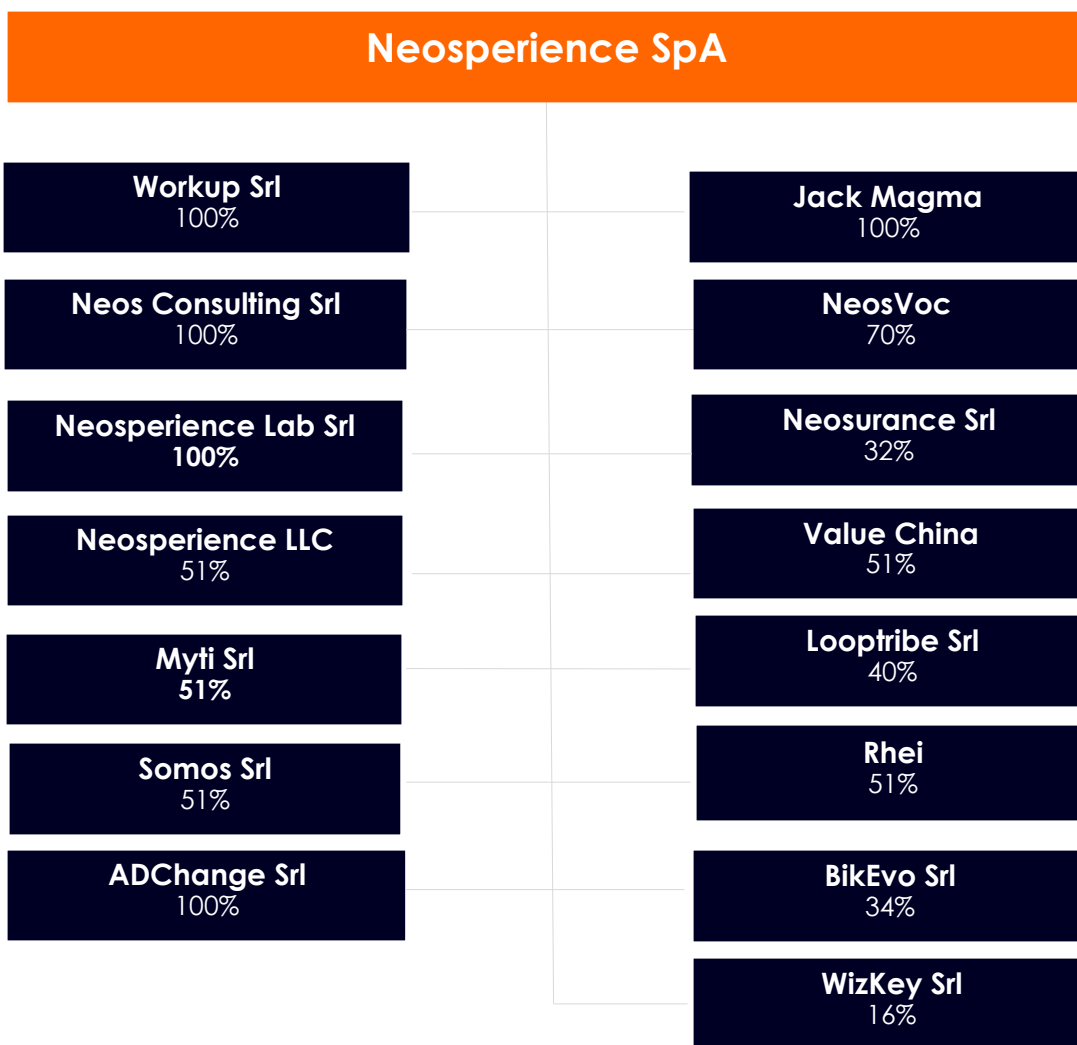 Neosperience SpA
Workup Srl
100%
Neos Consulting Srl
100%
Neosperience Lab Srl
100%
Neosperience LLC
51%
Myti Srl
51%
Somos Srl
51%
ADChange Srl
100%
Jack Magma
100%
NeosVoc
70%
Neosurance Srl
32%
Value China
51%
Looptribe Srl
40%
Rhei
51%
BikEvo Srl
34%
WizKey Srl
16%